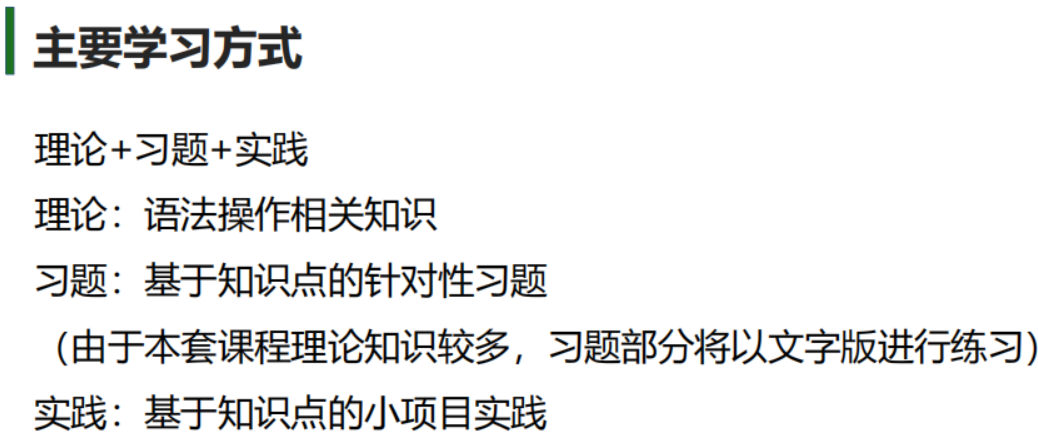 主要学习方式
理论+习题+实践
理论：语法操作相关知识
习题：基于知识点的针对性习题
（由于本套课程理论知识较多，习题部分将以文字版进行练习）
实践：基于知识点的小项目实践